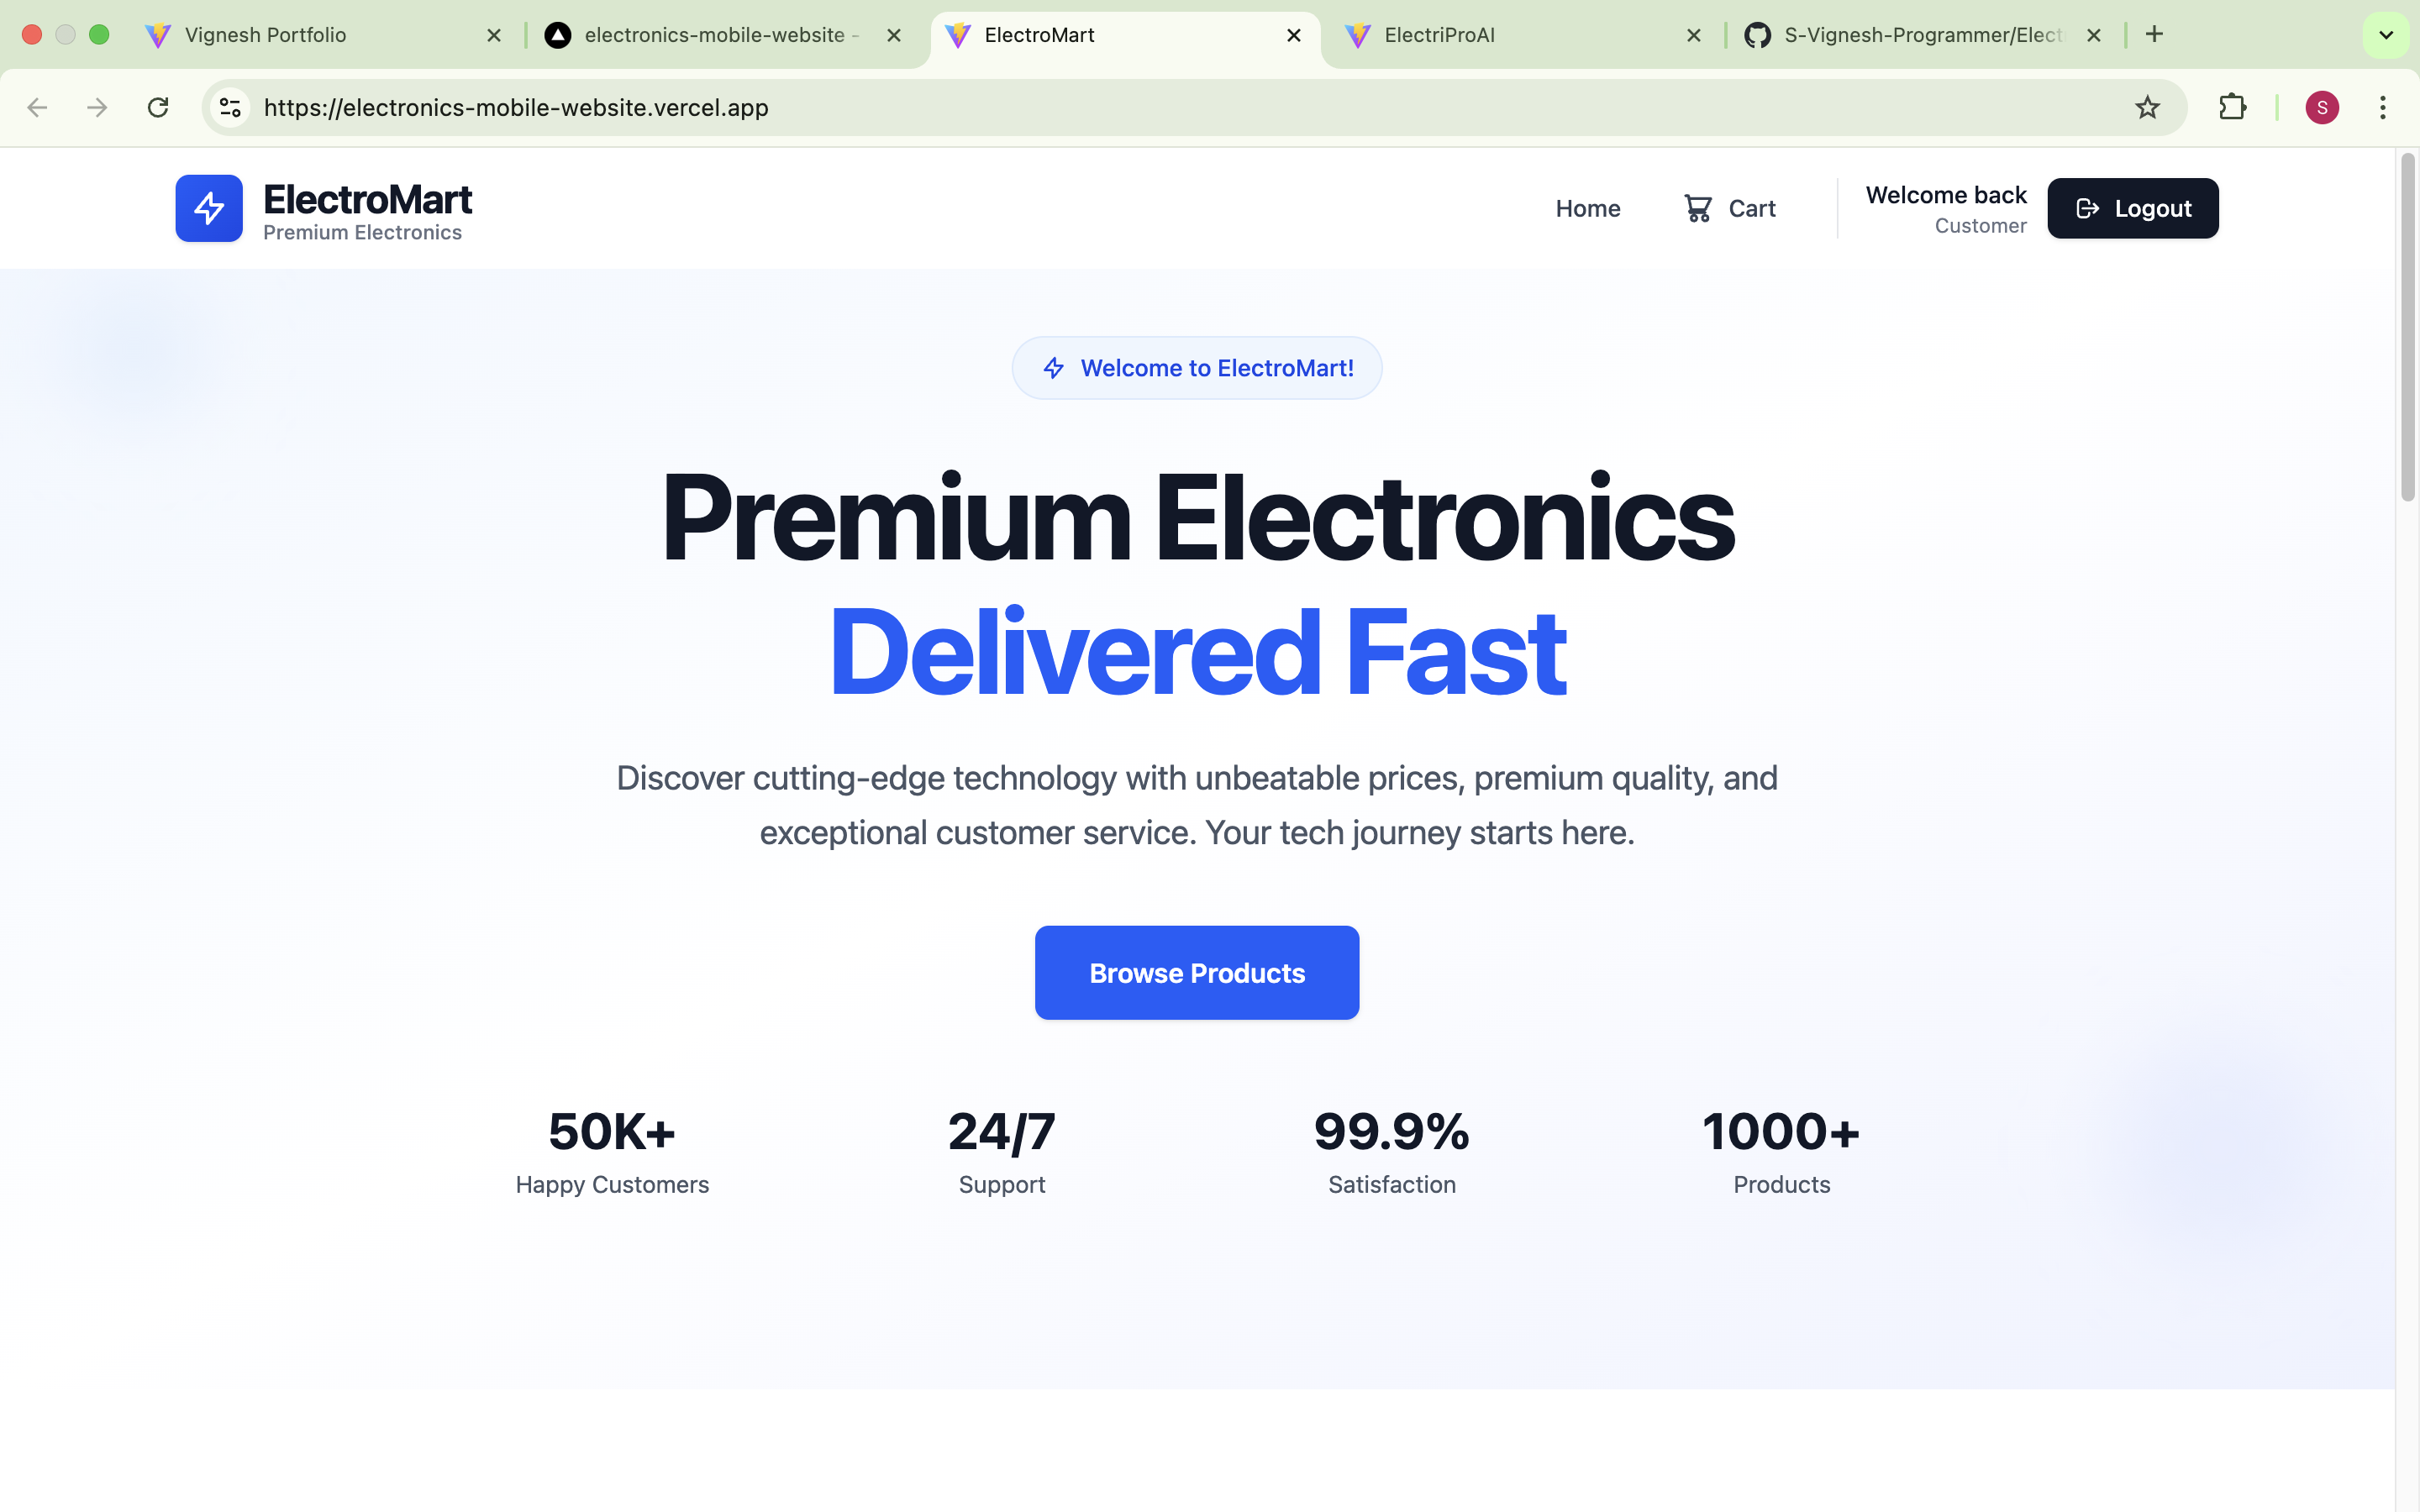 Vignesh Portfolio
electronics-mobile-website -
ElectroMart
ElectriProAI
S-Vignesh-Programmer/Elect
https://electronics-mobile-website.vercel.app
S
ElectroMart
Premium Electronics
Home
Cart
Welcome back
Customer
Logout
Welcome to ElectroMart!
Premium Electronics
Delivered Fast
Discover cutting-edge technology with unbeatable prices, premium quality, and
exceptional customer service. Your tech journey starts here.
Browse Products
50K+
Happy Customers
24/7
Support
99.9%
Satisfaction
1000+
Products